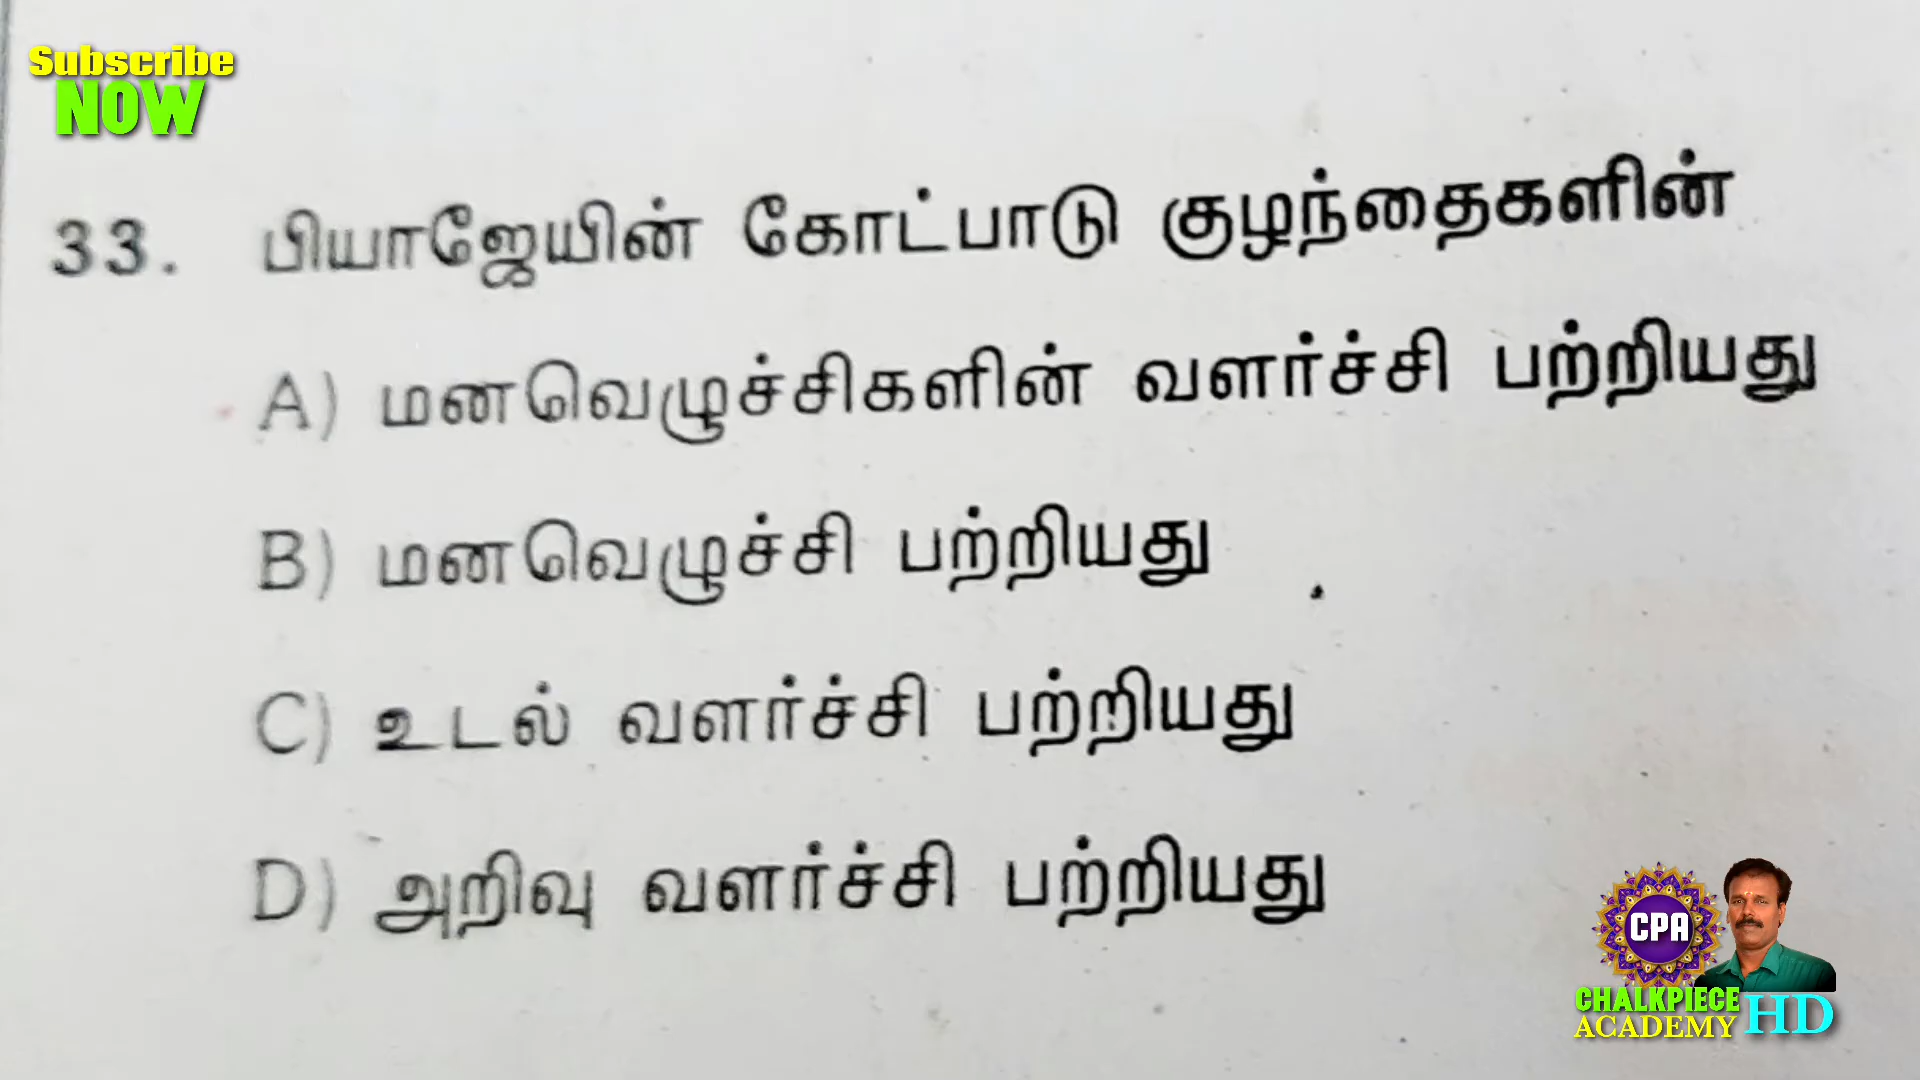 Subscribe
NOW
33. பியாஜேயின் கோட்பாடு குழந்தைகளின்
A) மனவெழுச்சிகளின் வளர்ச்சி பற்றியது
B) மனவெழுச்சி பற்றியது
C) உடல் வளர்ச்சி பற்றியது
D) அறிவு வளர்ச்சி பற்றியது
CPA
CHALKPIECE
ACADEMY HD